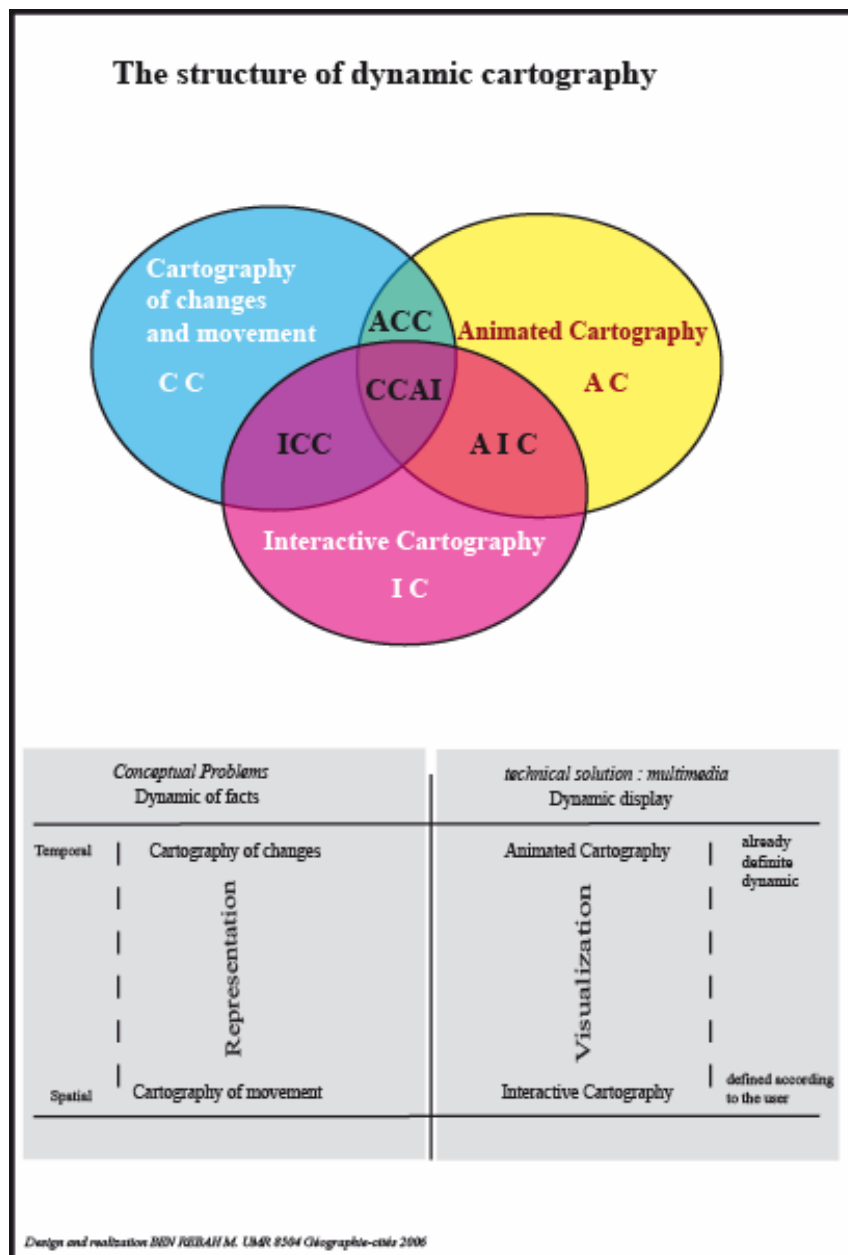 The structure of dynamic cartography
Cartography
of changes
and movement
C C
ACC
Animated Cartography
A C
CCAI
ICC
A I C
Interactive Cartography
I C
Conceptual Problems
Dynamic of facts
technical solution : multimedia
Dynamic display
Temporal
Cartography of changes
Animated Cartography
already
definite
dynamic
Representation
Visualization
Spatial
Cartography of movement
Interactive Cartography
defined according
to the user
Design and realization BEN REBAH M. UMR 8504 Géographie-cités 2006